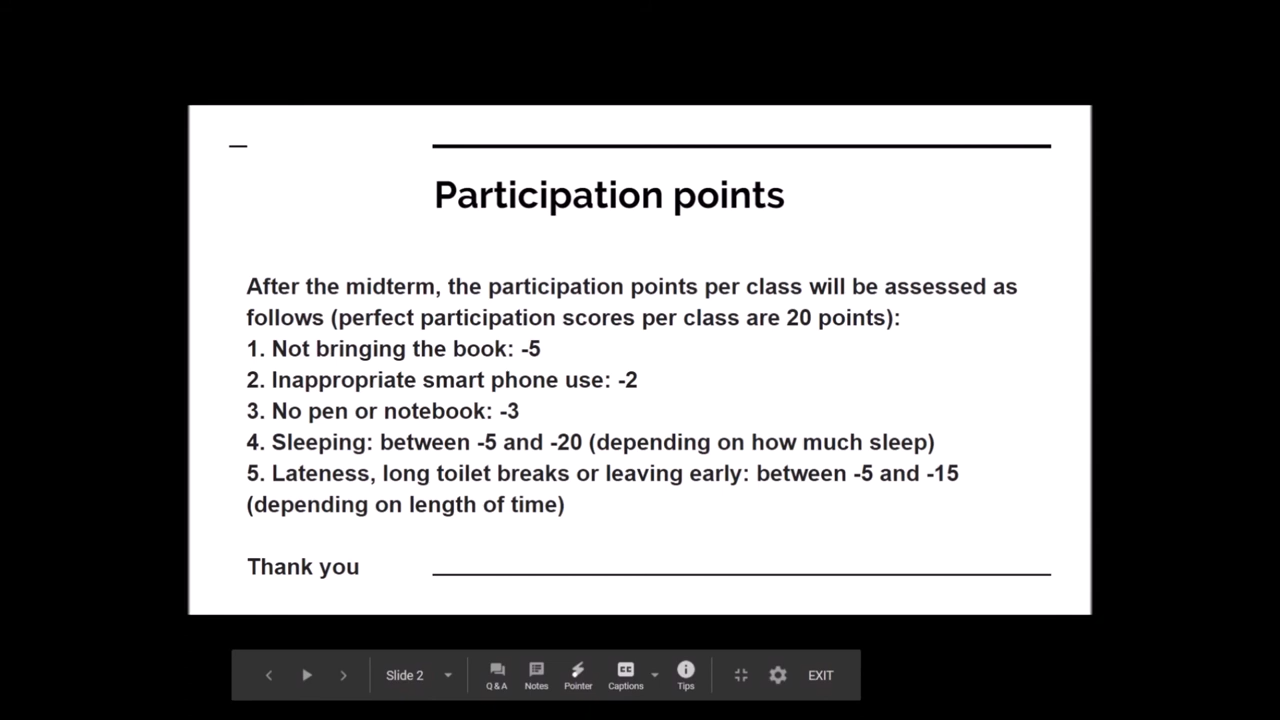 Participation points
After the midterm, the participation points per class will be assessed as
follows (perfect participation scores per class are 20 points):
1. Not bringing the book: -5
2. Inappropriate smart phone use: -2
3. No pen or notebook: -3
4. Sleeping: between -5 and -20 (depending on how much sleep)
5. Lateness, long toilet breaks or leaving early: between -5 and -15
(depending on length of time)
Thank you
Slide 2
Q & A
Notes
Pointer
CC
Captions
Tips
EXIT